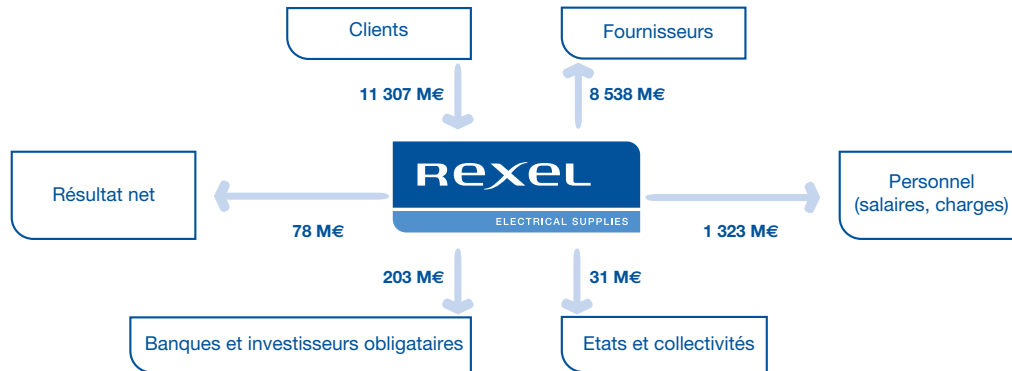 Clients
Fournisseurs
11 307 M€
8 538 M€
REXEL
ELECTRICAL SUPPLIES
Résultat net
Personnel
(salaires, charges)
78 M€
1 323 M€
203 M€
31 M€
Banques et investisseurs obligataires
Etats et collectivités